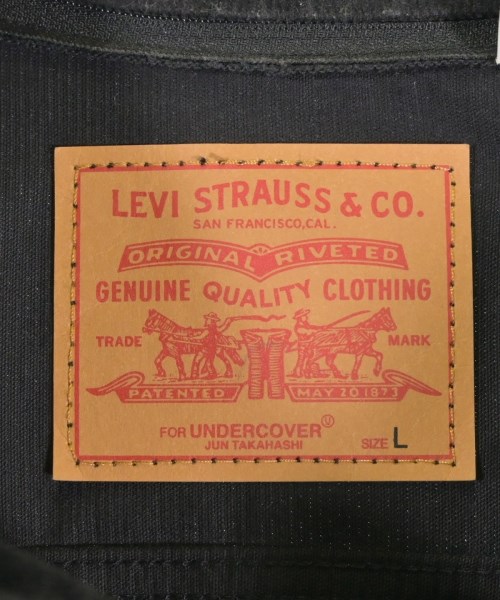 LEVI STRAUSS & CO.
SAN FRANCISCO, CAL.
ORIGINAL RIVETED
GENUINE QUALITY CLOTHING
TRADE MARK
PATENTED MAY 20 1873
FOR UNDERCOVER Ⓥ
JUN TAKAHASHI
SIZE L